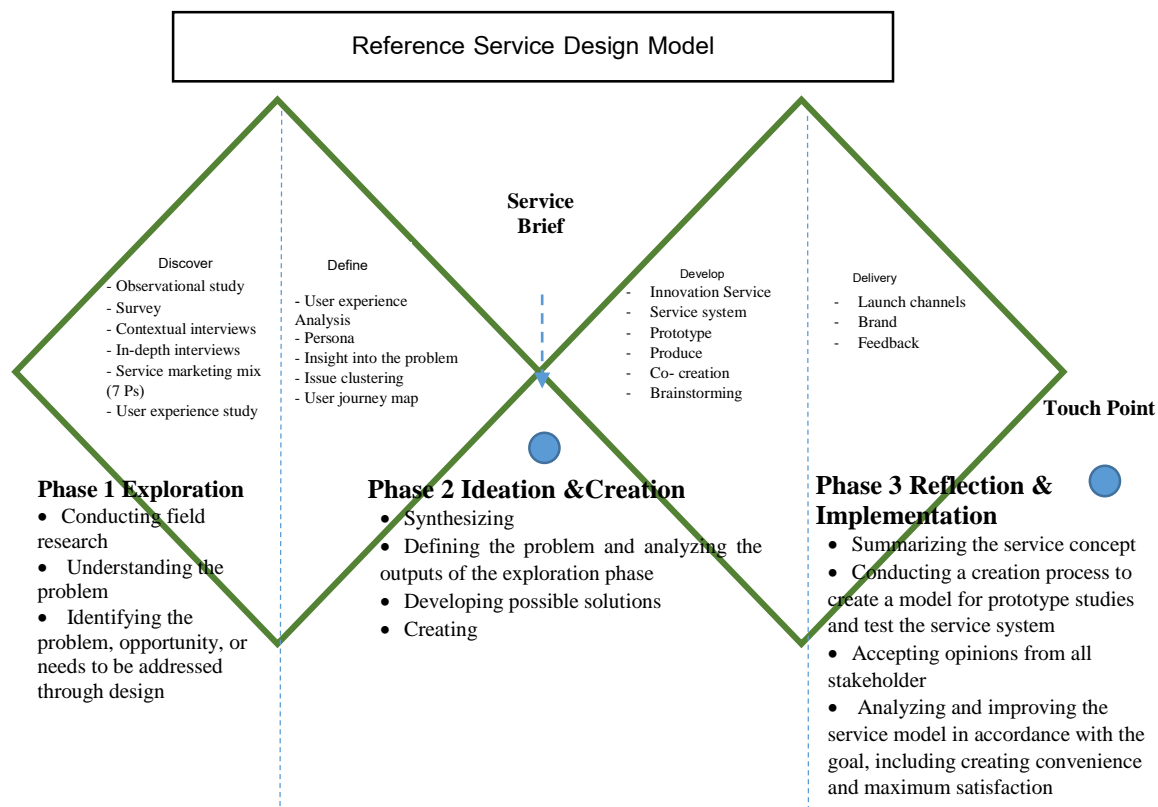 Reference Service Design Model
Service
Brief
Discover
- Observational study
- Survey
- Contextual interviews
- In-depth interviews
- Service marketing mix
(7 Ps)
- User experience study
Define
- User experience
Analysis
- Persona
- Insight into the problem
- Issue clustering
- User journey map
Develop
- Innovation Service
- Service system
- Prototype
- Produce
- Co- creation
- Brainstorming
Delivery
- Launch channels
- Brand
- Feedback
Touch Point
Phase 1 Exploration
• Conducting field
research
• Understanding the
problem
• Identifying the
problem, opportunity, or
needs to be addressed
through design
Phase 2 Ideation &Creation
• Synthesizing
• Defining the problem and analyzing the
outputs of the exploration phase
• Developing possible solutions
• Creating
Phase 3 Reflection &
Implementation
• Summarizing the service concept
• Conducting a creation process to
create a model for prototype studies
and test the service system
• Accepting opinions from all
stakeholder
• Analyzing and improving the
service model in accordance with the
goal, including creating convenience
and maximum satisfaction